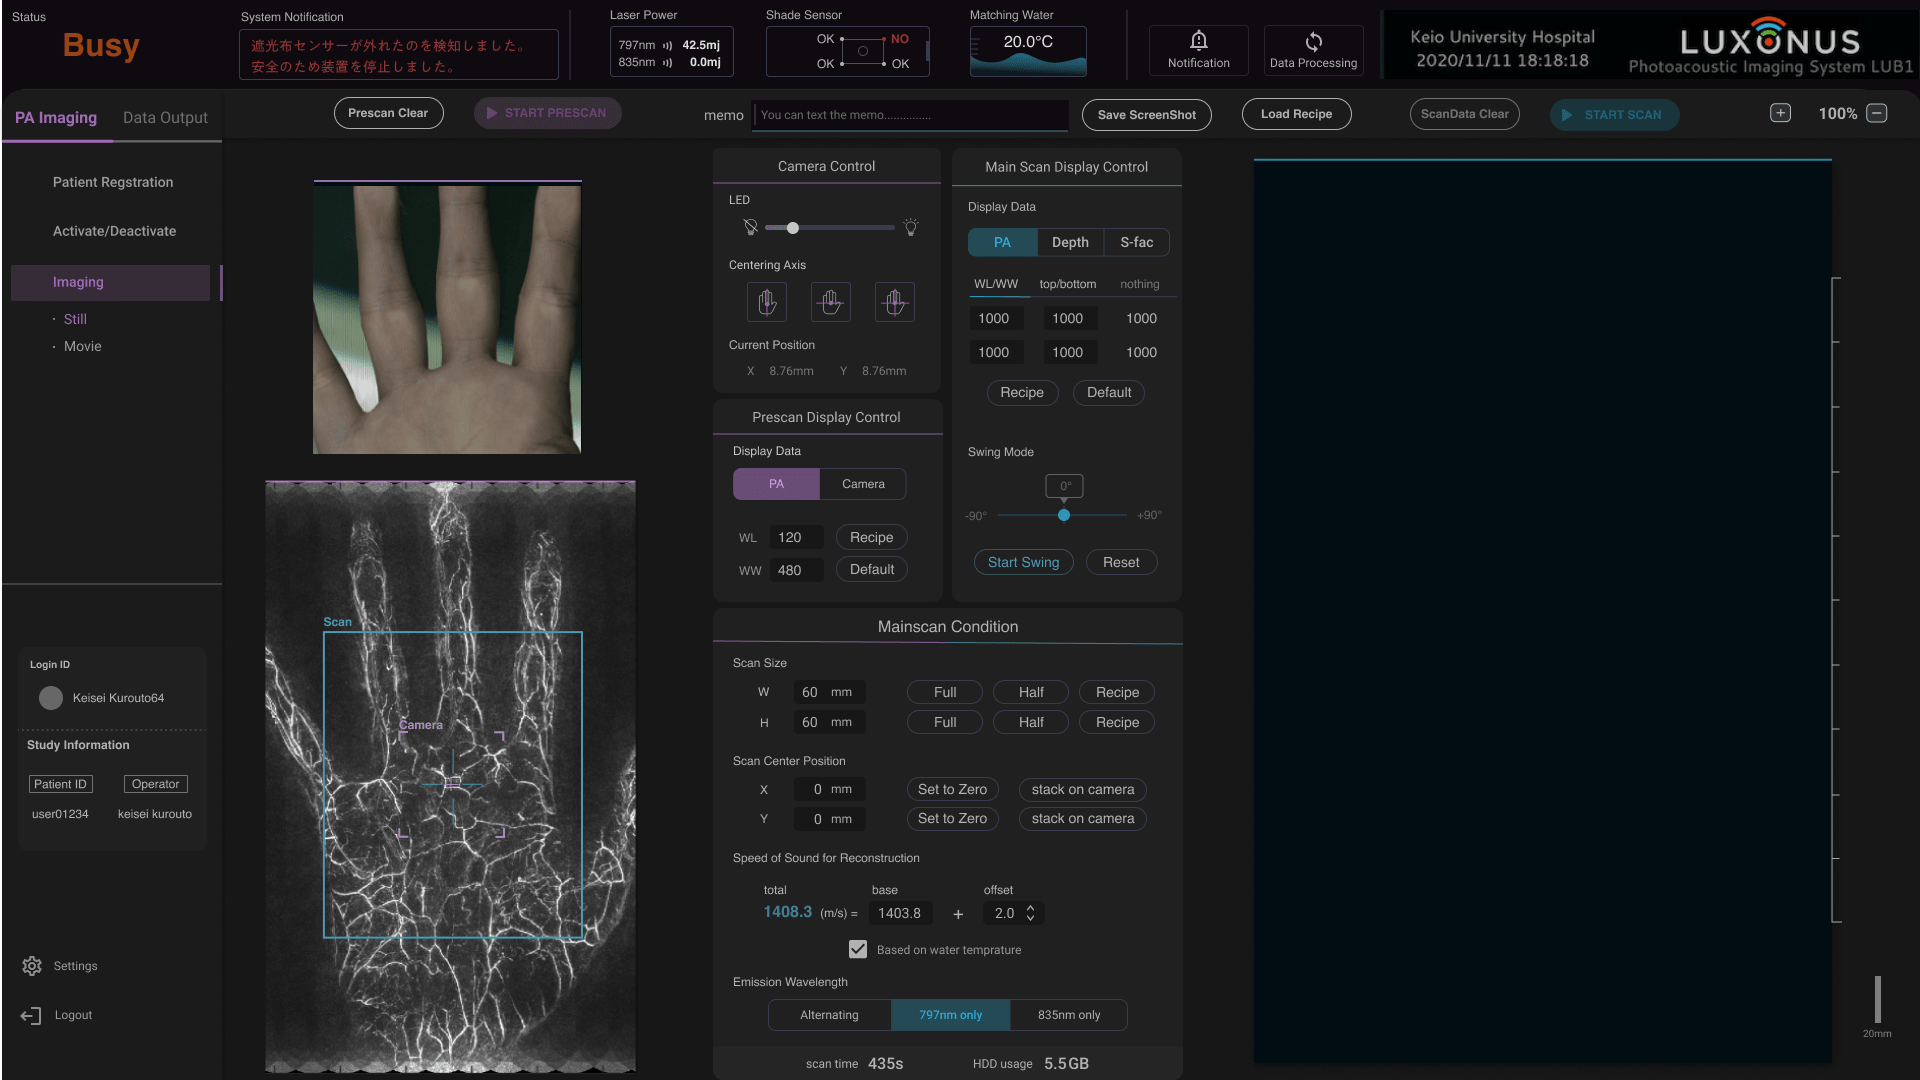 Status
Busy
System Notification
遮光布センサーが外れたのを検知しました。
安全のため装置を停止しました。
Laser Power
797nm 42.5mj
835nm 0.0mj
Shade Sensor
OK NO
OK OK
Matching Water
20.0°C
Notification
Data Processing
Keio University Hospital
2020/11/11 18:18:18
LUXONUS
Photoacoustic Imaging System LUB1
PA Imaging
Data Output
Prescan Clear
START PRESCAN
memo
You can text the memo..............
Save ScreenShot
Load Recipe
ScanData Clear
START SCAN
100%
Patient Regstration
Activate/Deactivate
Imaging
· Still
· Movie
Login ID
Keisei Kurouto64
Study Information
Patient ID Operator
user01234 keisei kurouto
Settings
Logout
Scan
Camera
Camera Control
LED
Centering Axis
Current Position
X 8.76mm Y 8.76mm
Prescan Display Control
Display Data
PA Camera
WL 120 Recipe
WW 480 Default
Main Scan Display Control
Display Data
PA Depth S-fac
WL/WW top/bottom nothing
1000 1000 1000
1000 1000 1000
Recipe Default
Swing Mode
0°
-90° +90°
Start Swing Reset
Mainscan Condition
Scan Size
W 60 mm Full Half Recipe
H 60 mm Full Half Recipe
Scan Center Position
X 0 mm Set to Zero stack on camera
Y 0 mm Set to Zero stack on camera
Speed of Sound for Reconstruction
total base offset
1408.3 (m/s) = 1403.8 + 2.0
Based on water temprature
Emission Wavelength
Alternating 797nm only 835nm only
scan time 435s HDD usage 5.5GB
20mm